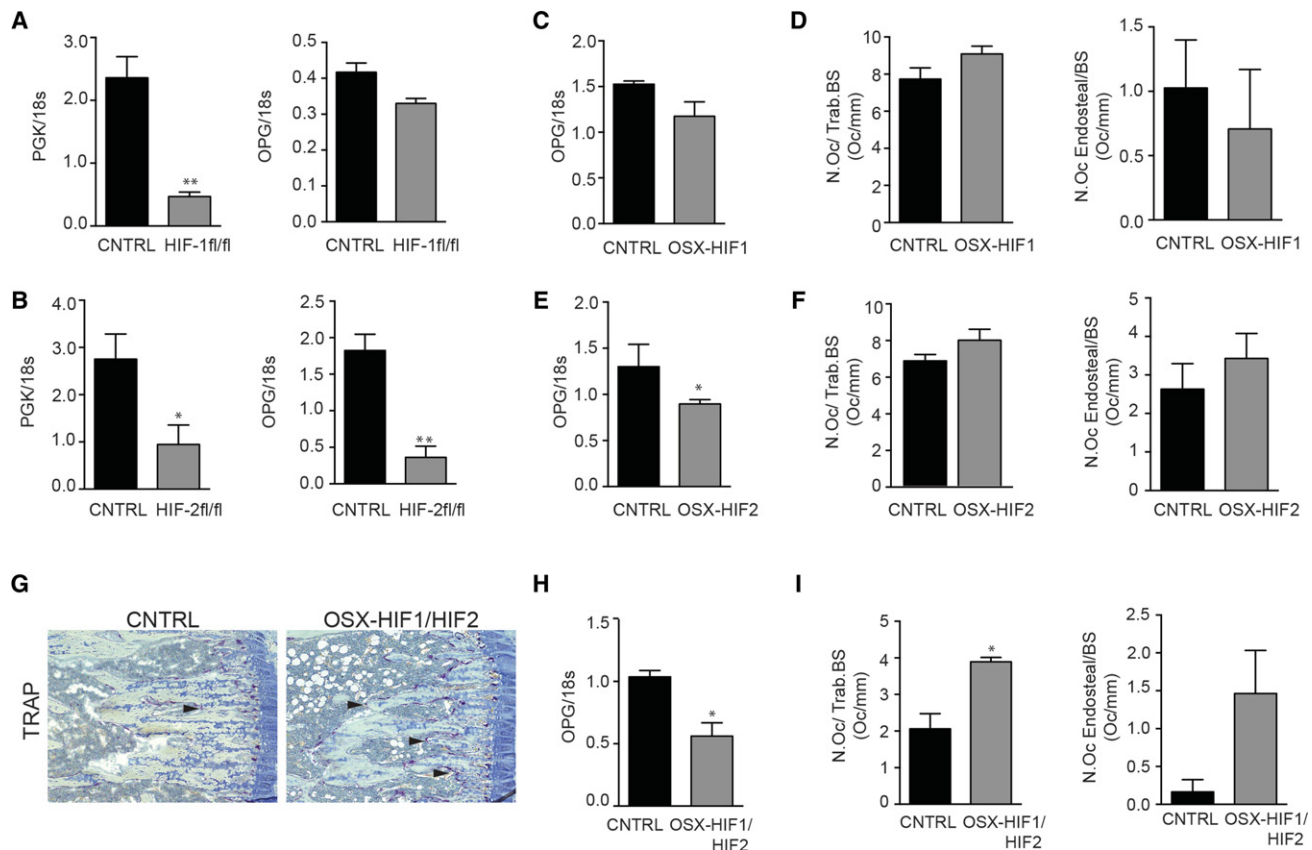 A
PGK/18s
3.0
2.0
1.0
0.0
CNTRL HIF-1fl/fl
**
OPG/18s
0.5
0.4
0.3
0.2
0.1
0.0
CNTRL HIF-1fl/fl
C
OPG/18s
2.0
1.5
1.0
0.5
0.0
CNTRL OSX-HIF1
D
N.Oc/ Trab.BS
(Oc/mm)
10
8
6
4
2
0
CNTRL OSX-HIF1
N.Oc Endosteal/BS
(Oc/mm)
1.5
1.0
0.5
1.0
CNTRL OSX-HIF1
B
PGK/18s
4.0
3.0
2.0
1.0
0.0
*
CNTRL HIF-2fl/fl
OPG/18s
2.5
2.0
1.5
1.0
0.5
0.0
**
CNTRL HIF-2fl/fl
E
OPG/18s
2.0
1.5
1.0
0.5
0.0
*
CNTRL OSX-HIF2
F
N.Oc/ Trab.BS
(Oc/mm)
10
8
6
4
2
0
CNTRL OSX-HIF2
N.Oc Endosteal/BS
(Oc/mm)
5
4
3
2
1
0
CNTRL OSX-HIF2
G
TRAP
CNTRL
OSX-HIF1/HIF2
H
OPG/18s
1.5
1.0
0.5
0.0
*
CNTRL OSX-HIF1/
HIF2
I
N.Oc/ Trab.BS
(Oc/mm)
5
4
3
2
1
0
*
CNTRL OSX-HIF1/
HIF2
N.Oc Endosteal/BS
(Oc/mm)
2.5
2.0
1.5
1.0
0.5
0.0
CNTRL OSX-HIF1/
HIF2